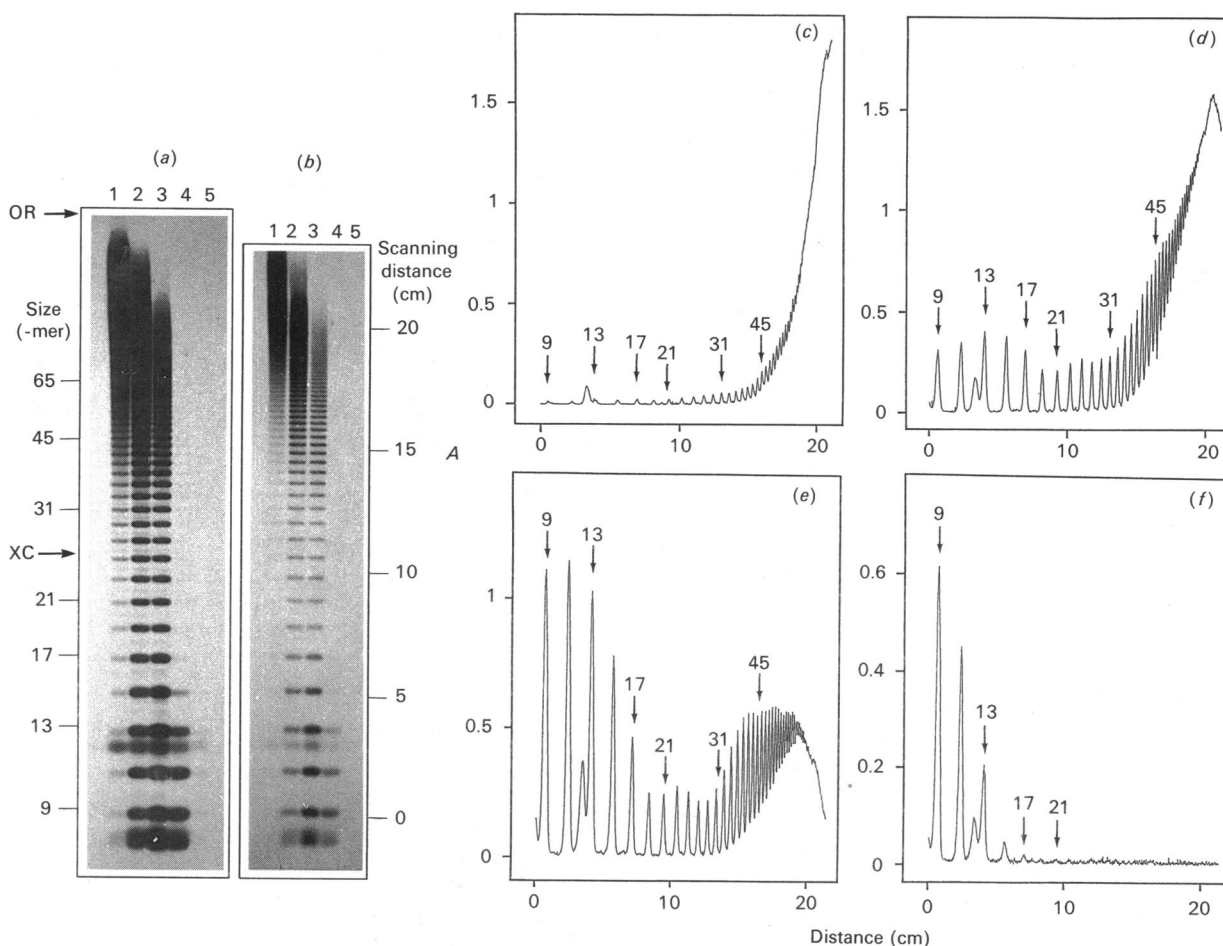 (a)
1 2 3 4 5
OR
Size
(-mer)
65
45
31
XC
21
17
13
9
(b)
1 2 3 4 5
Scanning
distance
(cm)
20
15
10
5
0
A
(c)
1.5
1
0.5
0
9 13 17 21 31 45
0 10 20
(d)
1.5
1
0.5
0
9 13 17 21 31 45
0 10 20
(e)
1
0.5
0
9 13 17 21 31 45
0 10 20
(f)
0.6
0.4
0.2
0
9 13 17 21
0 10 20
Distance (cm)